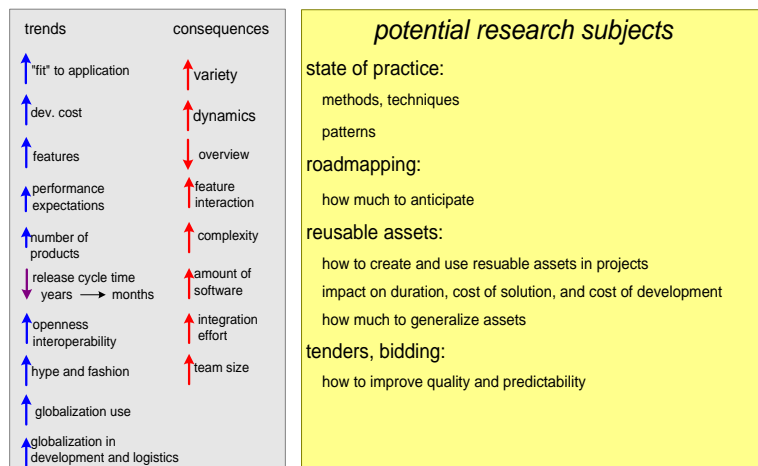 trends
"fit" to application
dev. cost
features
performance
expectations
number of
products
release cycle time
years months
openness
interoperability
hype and fashion
globalization use
globalization in
development and logistics
consequences
variety
dynamics
overview
feature
interaction
complexity
amount of
software
integration
effort
team size
potential research subjects
state of practice:
methods, techniques
patterns
roadmapping:
how much to anticipate
reusable assets:
how to create and use resuable assets in projects
impact on duration, cost of solution, and cost of development
how much to generalize assets
tenders, bidding:
how to improve quality and predictability